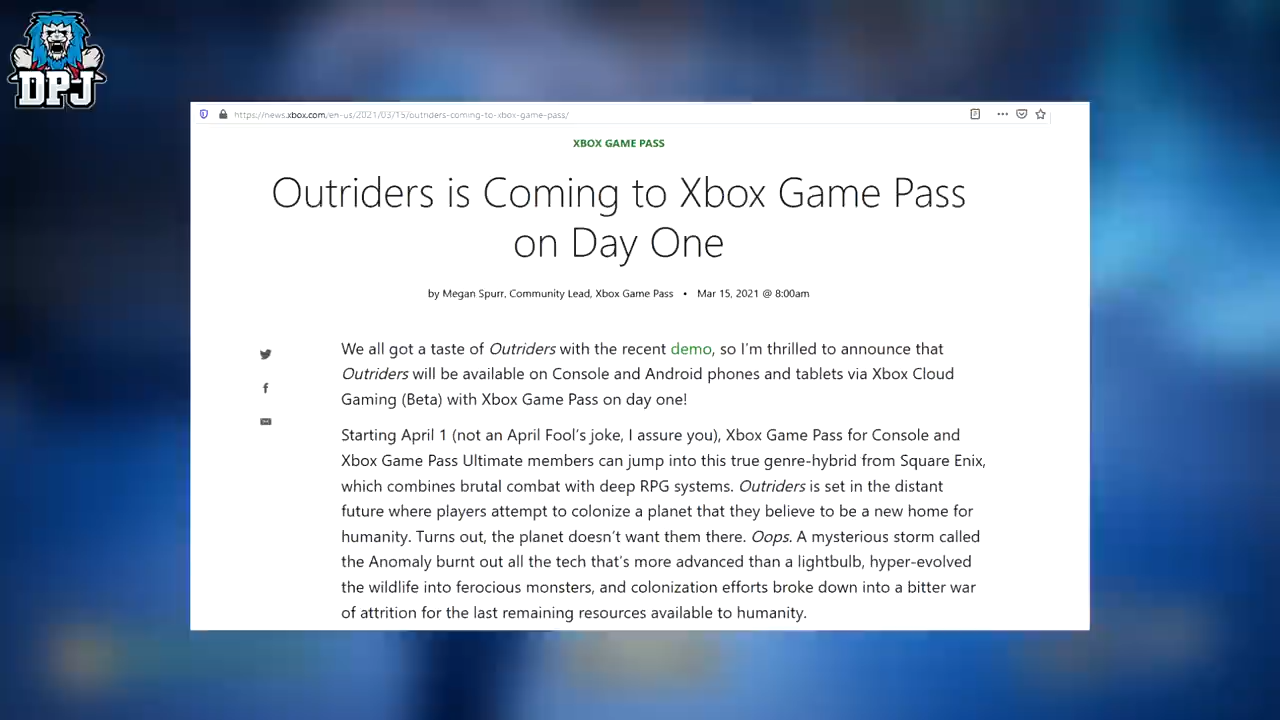 DPJ
https://news.xbox.com/en-us/2021/03/15/outriders-coming-to-xbox-game-pass/
XBOX GAME PASS
Outriders is Coming to Xbox Game Pass
on Day One
by Megan Spurr, Community Lead, Xbox Game Pass • Mar 15, 2021 @ 8:00am
We all got a taste of Outriders with the recent demo, so I'm thrilled to announce that
Outriders will be available on Console and Android phones and tablets via Xbox Cloud
Gaming (Beta) with Xbox Game Pass on day one!
Starting April 1 (not an April Fool's joke, I assure you), Xbox Game Pass for Console and
Xbox Game Pass Ultimate members can jump into this true genre-hybrid from Square Enix,
which combines brutal combat with deep RPG systems. Outriders is set in the distant
future where players attempt to colonize a planet that they believe to be a new home for
humanity. Turns out, the planet doesn't want them there. Oops. A mysterious storm called
the Anomaly burnt out all the tech that's more advanced than a lightbulb, hyper-evolved
the wildlife into ferocious monsters, and colonization efforts broke down into a bitter war
of attrition for the last remaining resources available to humanity.